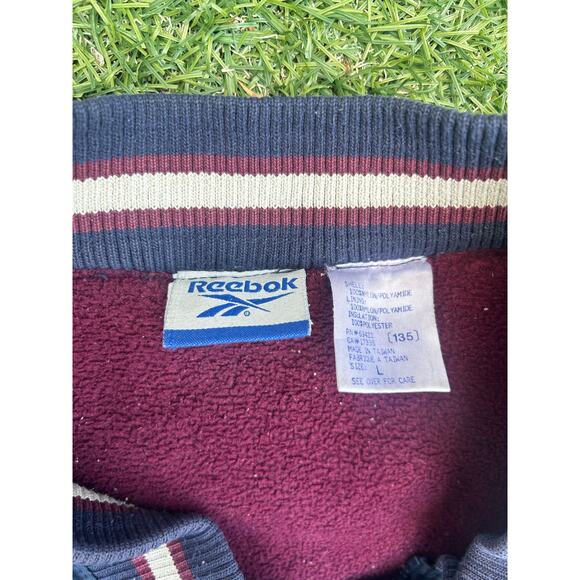 Reebok
®
SHELL:
100%NYLON/POLYAMIDE
LINING:
100%NYLON/POLYAMIDE
INSULATION:
100%POLYESTER
[135]
MADE IN TAIWAN
FABRIQUE A TAIWAN
SIZE: L
SEE OVER FOR CARE